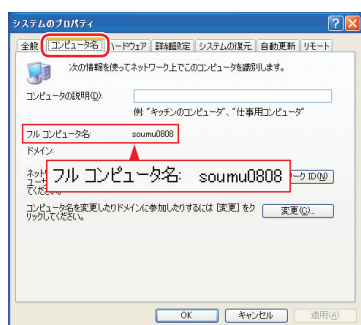 システムのプロパティ
全般 コンピュータ名 ハードウェア 詳細設定 システムの復元 自動更新 リモート
次の情報を使ってネットワーク上でこのコンピュータを識別します。
コンピュータの説明(D):
例: "キッチンのコンピュータ"、"仕事用コンピュータ"
フル コンピュータ名: soumu0808
ドメイン:
フル コンピュータ名: soumu0808
ID(N)
コンピュータ名を変更したりドメインに参加したりするには [変更] をクリックしてください。
変更(C)...
OK キャンセル 適用(A)